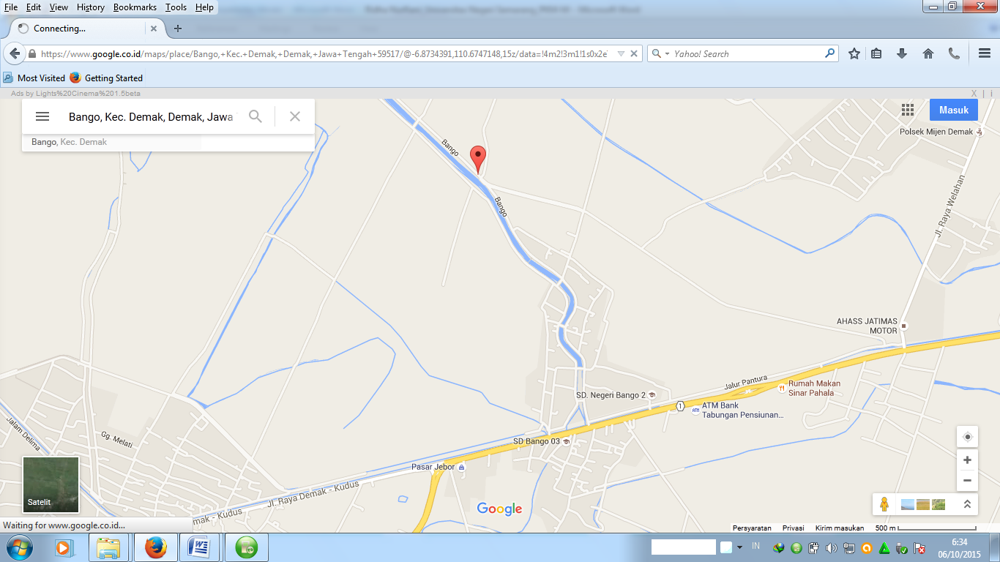 File Edit View History Bookmarks Tools Help
Connecting...
https://www.google.co.id/maps/place/Bango,+Kec.+Demak,+Demak,+Jawa+Tengah+59517/@-6.8734391,110.6747148,15z/data=!4m2!3m1!1s0x2e
Yahoo! Search
Most Visited Getting Started
Ads by Lights%20Cinema%201.5beta
X | i
Bango, Kec. Demak, Demak, Jawa
Bango, Kec. Demak
Masuk
Polsek Mijen Demak
Bango
Bango
Jl. Raya Welahan
AHASS JATIMAS
MOTOR
Jalur Pantura
Rumah Makan
Sinar Pahala
SD. Negeri Bango 2
1
ATM Bank
Tabungan Pensiunan...
SD Bango 03
Pasar Jebor
Jalam Delima
Gg. Melati
Jl. Raya Demak - Kudus
mak - Kudus
Satelit
Google
Waiting for www.google.co.id...
Persyaratan Privasi Kirim masukan 500 m
IN
6:34
06/10/2015